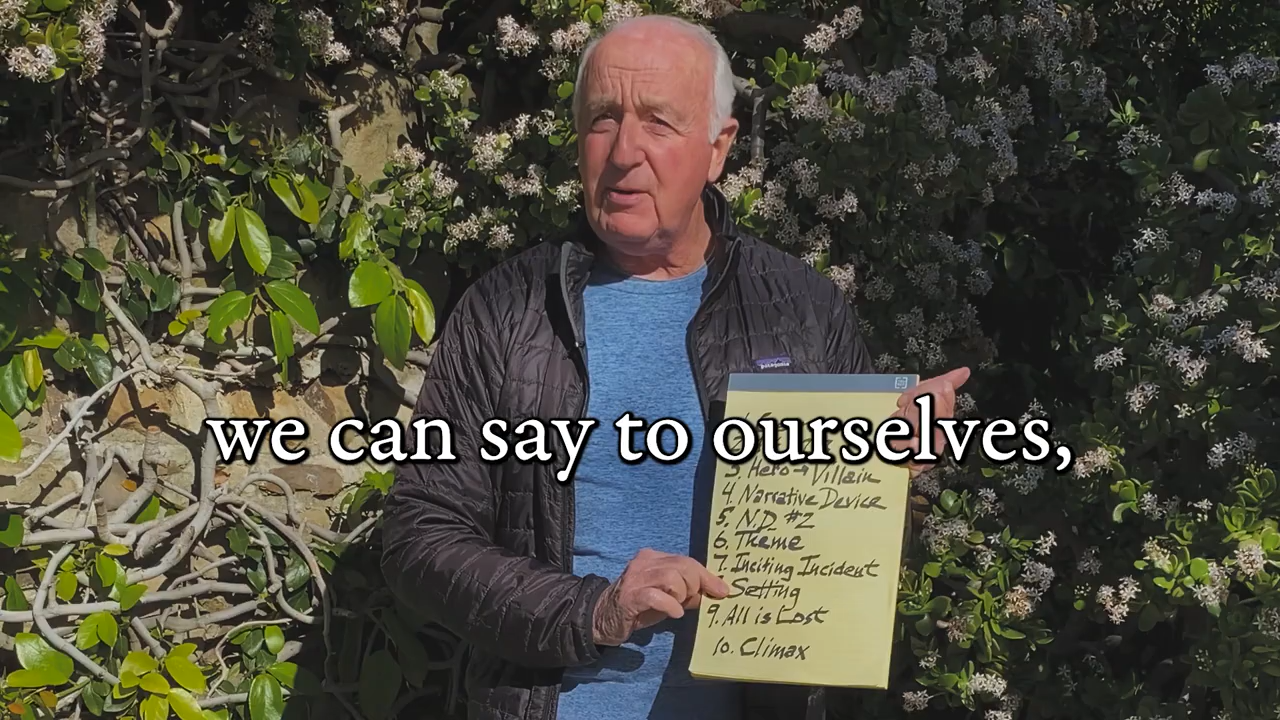 patagonia
we can say to ourselves,
3. Hero → Villain
4. Narrative Device
5. N.D. #2
6. Theme
7. Inciting Incident
Setting
9. All is Lost
10. Climax